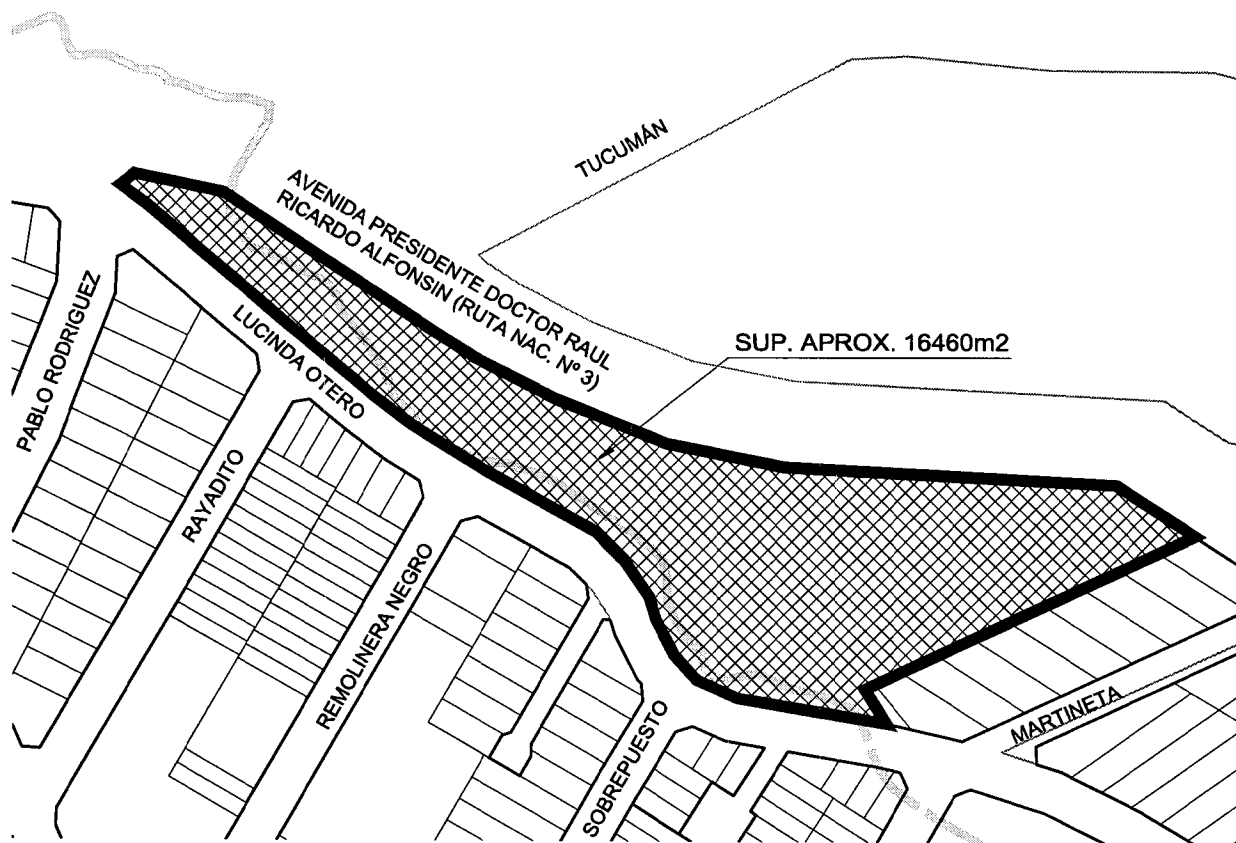 TUCUMÁN
AVENIDA PRESIDENTE DOCTOR RAUL
RICARDO ALFONSIN (RUTA NAC. Nº 3)
SUP. APROX. 16460m2
PABLO RODRIGUEZ
LUCINDA OTERO
RAYADITO
REMOLINERA NEGRO
SOBREPUESTO
MARTINETA